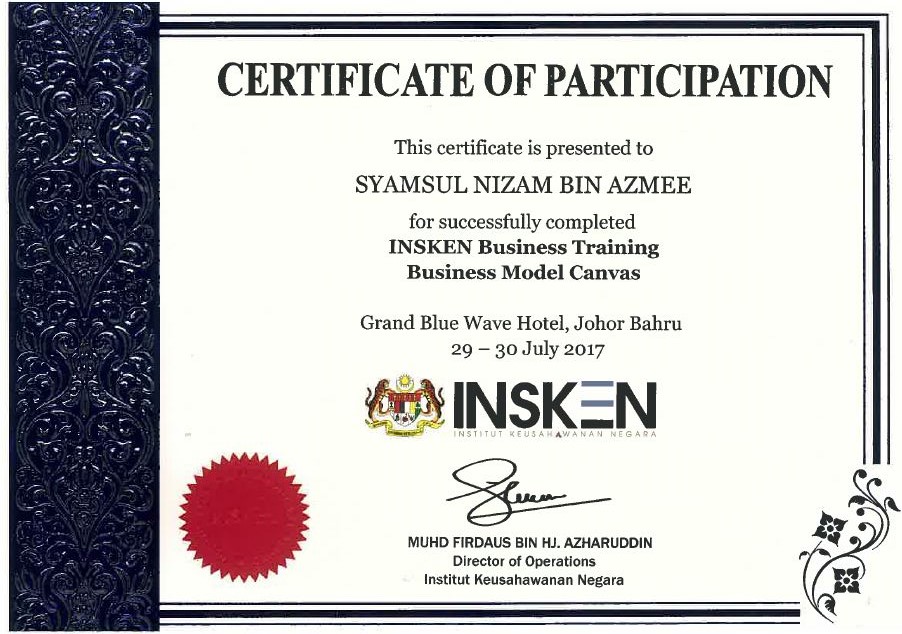 CERTIFICATE OF PARTICIPATION
This certificate is presented to
SYAMSUL NIZAM BIN AZMEE
for successfully completed
INSKEN Business Training
Business Model Canvas
Grand Blue Wave Hotel, Johor Bahru
29 – 30 July 2017
INSKEN
INSTITUT KEUSAHAWANAN NEGARA
MUHD FIRDAUS BIN HJ. AZHARUDDIN
Director of Operations
Institut Keusahawanan Negara